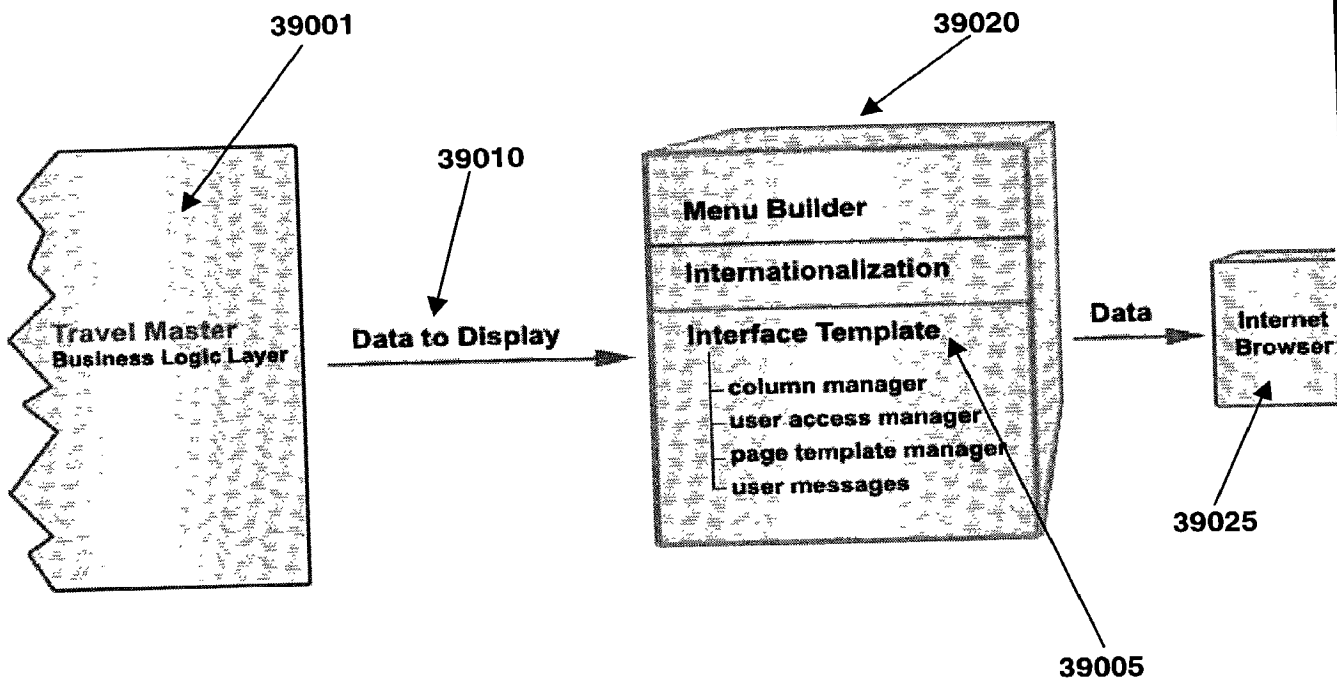 39001
39020
39010
Menu Builder
Internationalization
Travel Master
Business Logic Layer
Data to Display
Interface Template
column manager
user access manager
page template manager
user messages
Data
Internet
Browser
39025
39005